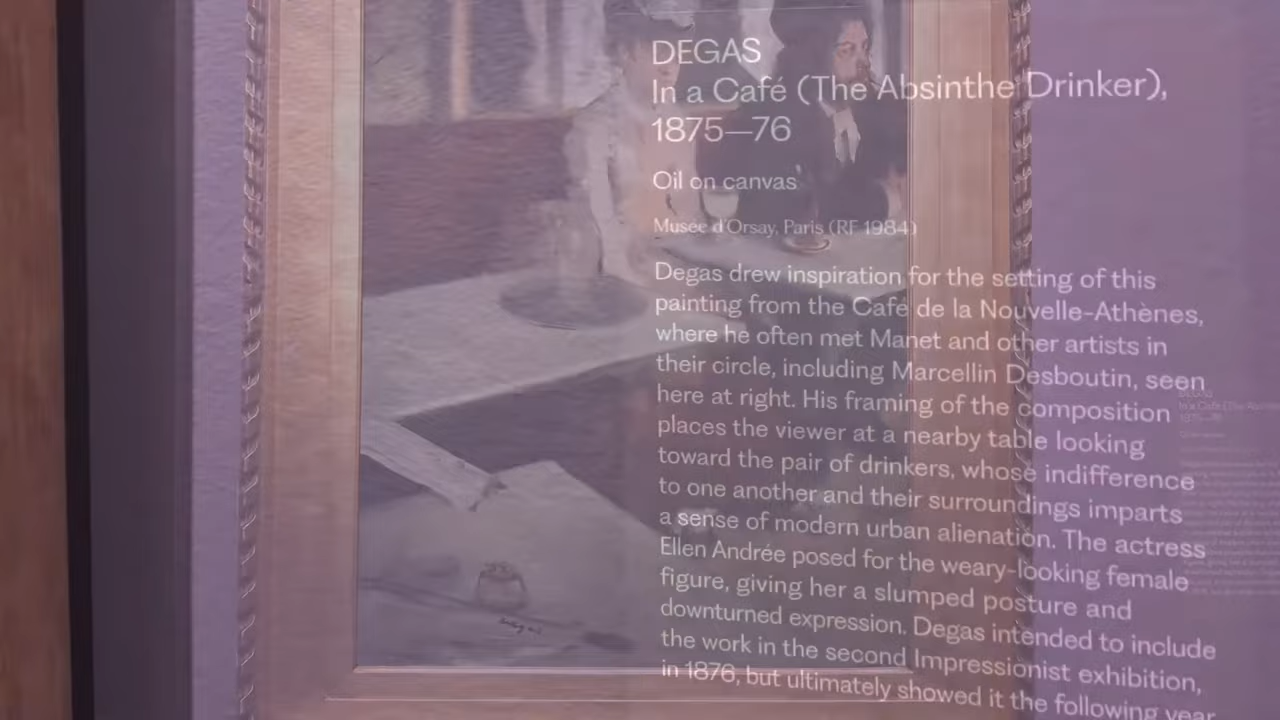 DEGAS
In a Café (The Absinthe Drinker),
1875—76
Oil on canvas
Musée d'Orsay, Paris (RF 1984)
Degas drew inspiration for the setting of this
painting from the Café de la Nouvelle-Athènes,
where he often met Manet and other artists in
their circle, including Marcellin Desboutin, seen
here at right. His framing of the composition
places the viewer at a nearby table looking
toward the pair of drinkers, whose indifference
to one another and their surroundings imparts
a sense of modern urban alienation. The actress
Ellen Andrée posed for the weary-looking female
figure, giving her a slumped posture and
downturned expression. Degas intended to include
the work in the second Impressionist exhibition,
in 1876, but ultimately showed it the following year